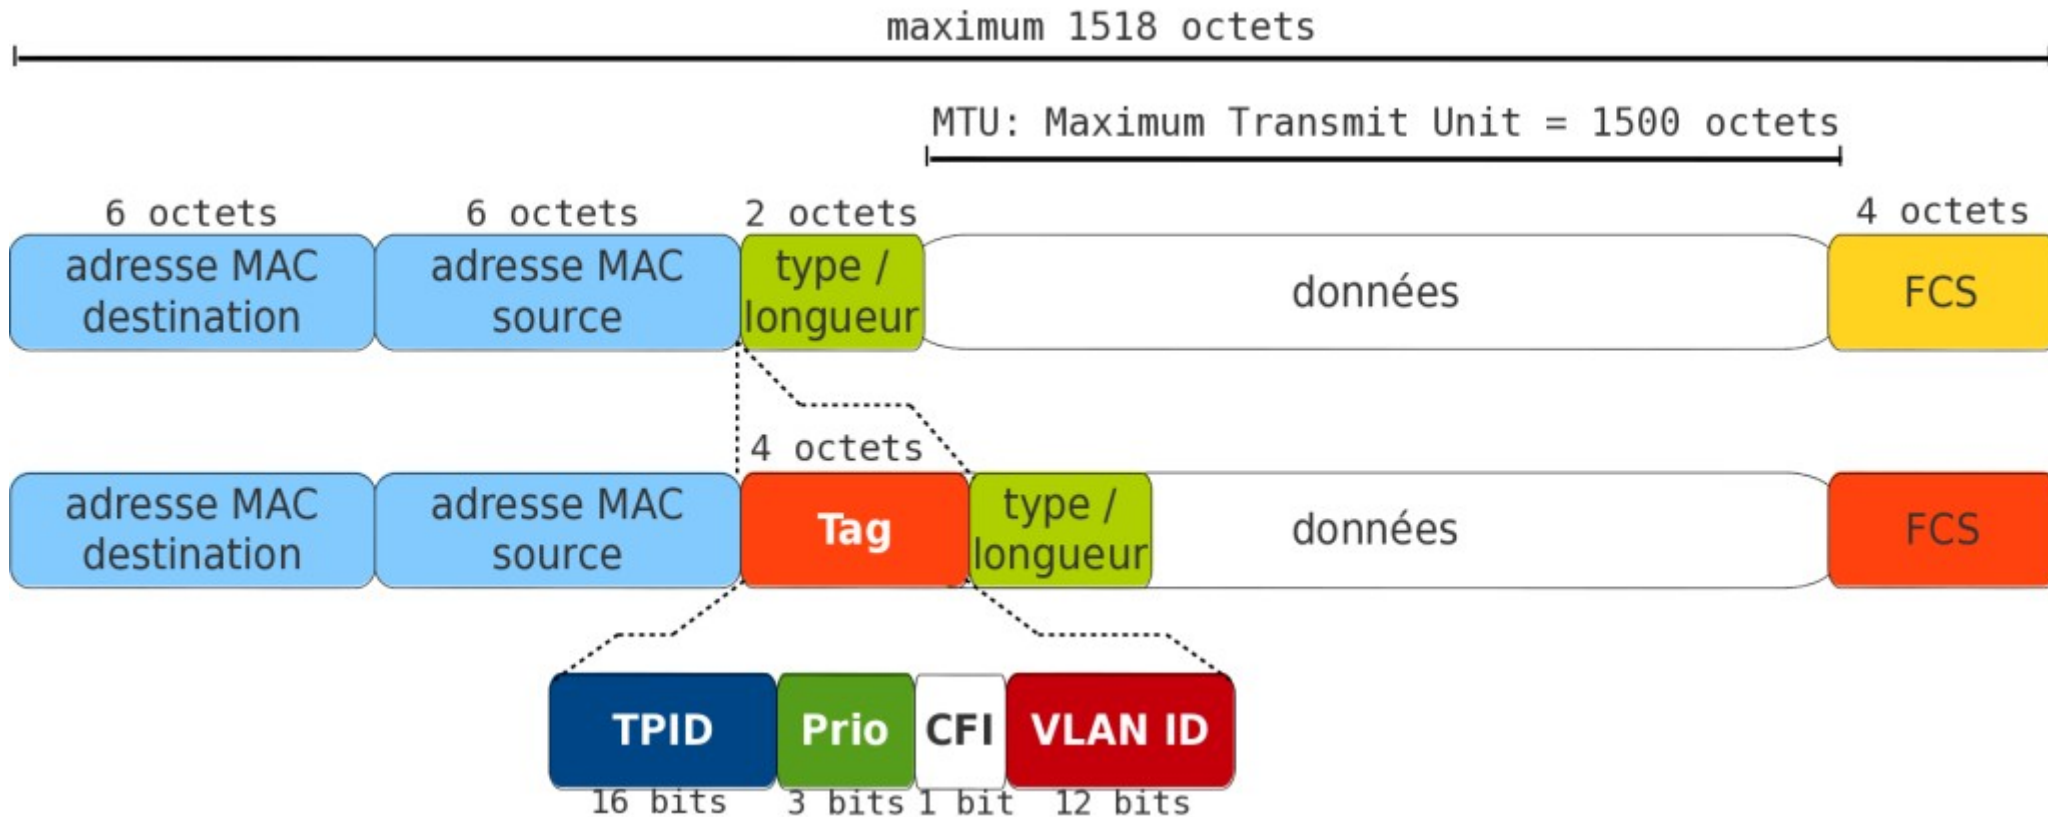 maximum 1518 octets
MTU: Maximum Transmit Unit = 1500 octets
6 octets
6 octets
2 octets
4 octets
adresse MAC
destination
adresse MAC
source
type /
longueur
données
FCS
4 octets
adresse MAC
destination
adresse MAC
source
Tag
type /
longueur
données
FCS
TPID
Prio
CFI
VLAN ID
16 bits
3 bits
1 bit
12 bits